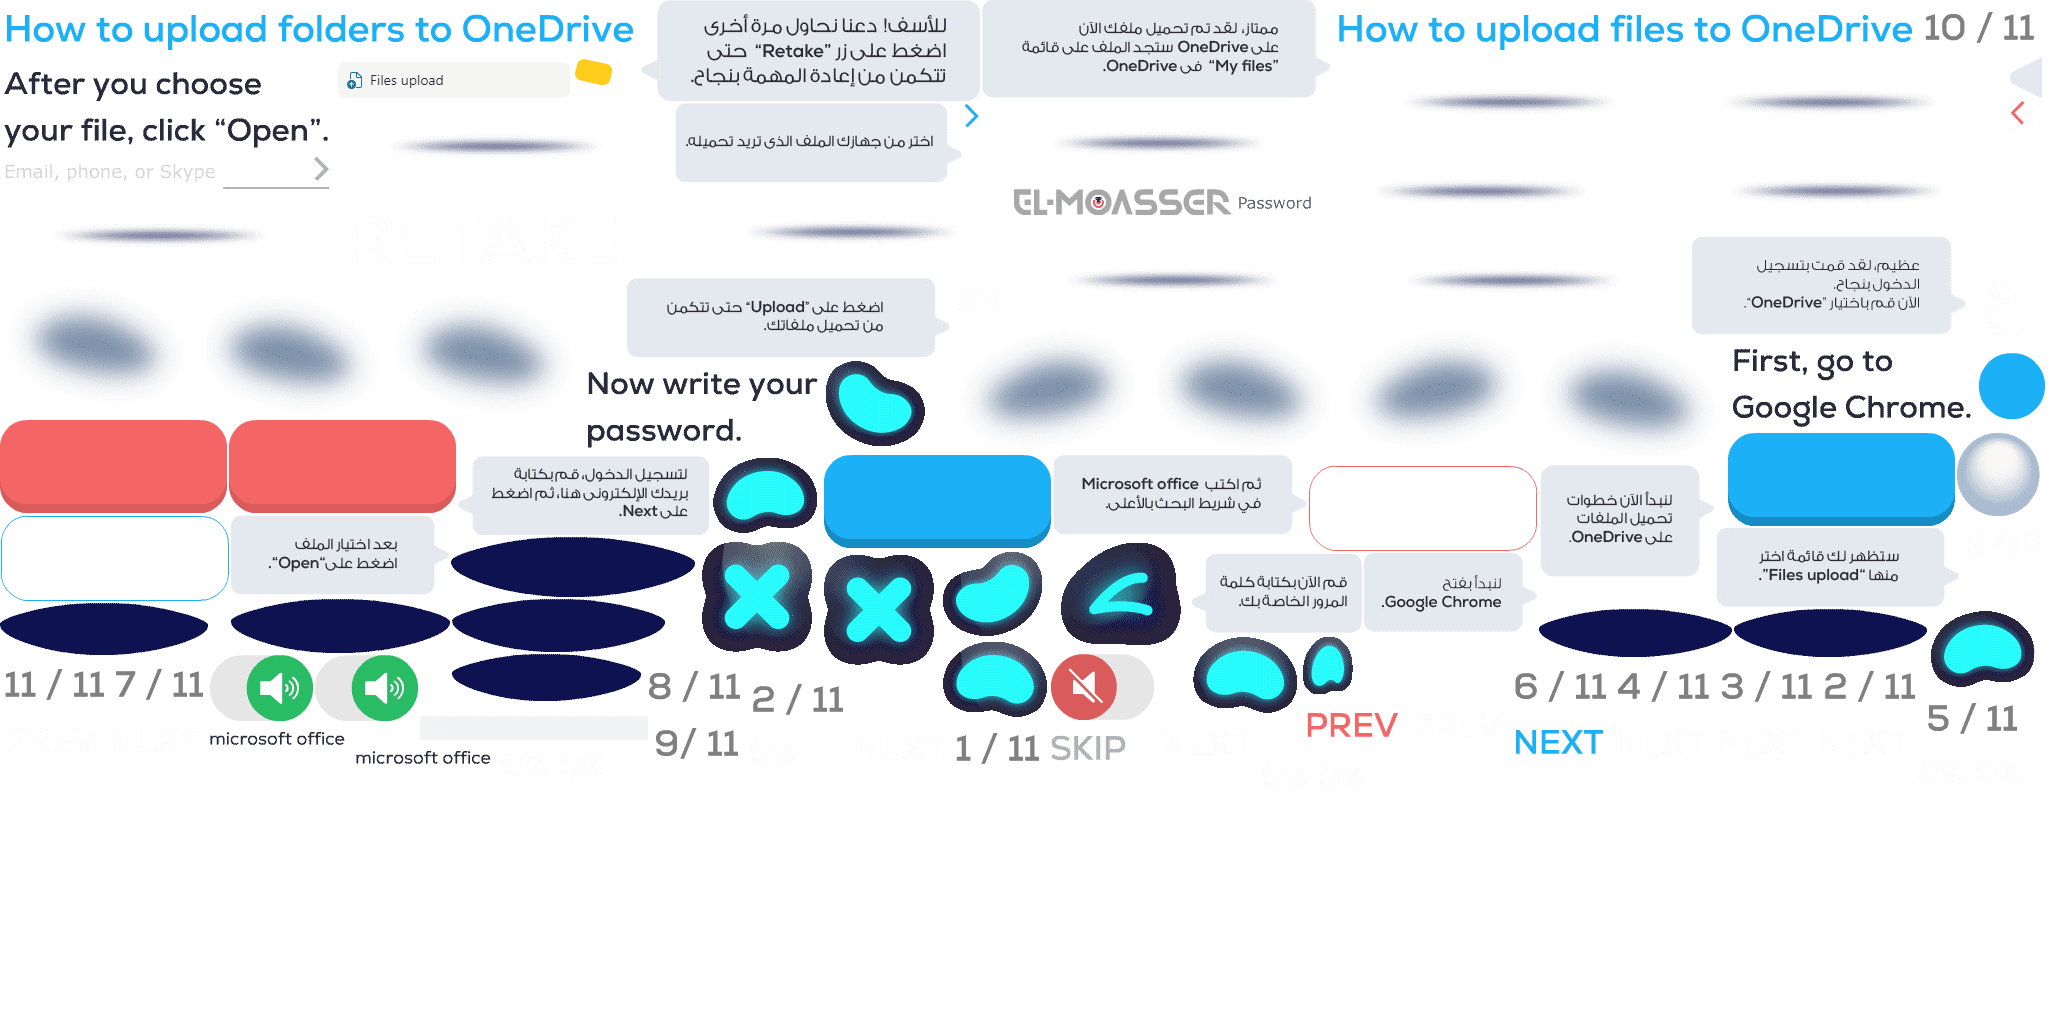 How to upload folders to OneDrive
للأسف! دعنا نحاول مرة أخرى
اضغط على زر ”Retake“ حتى
تتكمن من إعادة المهمة بنجاح.
ممتاز، لقد تم تحميل ملفك الآن
على OneDrive ستجد الملف على قائمة
”My files“ فى OneDrive.
How to upload files to OneDrive
10 / 11
After you choose
your file, click “Open”.
Files upload
اختر من جهازك الملف الذى تريد تحميله.
Email, phone, or Skype
EL-MOASSER
Password
اضغط على ”Upload“ حتى تتكمن
من تحميل ملفاتك.
عظيم، لقد قمت بتسجيل
الدخول بنجاح.
الآن قم باختيار ”OneDrive“.
Now write your
password.
First, go to
Google Chrome.
لتسجيل الدخول، قم بكتابة
بريدك الإلكترونى هنا، ثم اضغط
على Next.
ثم اكتب Microsoft office
في شريط البحث بالأعلى.
لنبدأ الآن خطوات
تحميل الملفات
على OneDrive.
بعد اختيار الملف
اضغط على“Open”.
قم الآن بكتابة كلمة
المرور الخاصة بك.
لنبدأ بفتح
Google Chrome.
ستظهر لك قائمة اختر
منها “Files upload”.
11 / 11
7 / 11
8 / 11
2 / 11
6 / 11
4 / 11
3 / 11
2 / 11
5 / 11
microsoft office
microsoft office
9/ 11
1 / 11
SKIP
PREV
NEXT